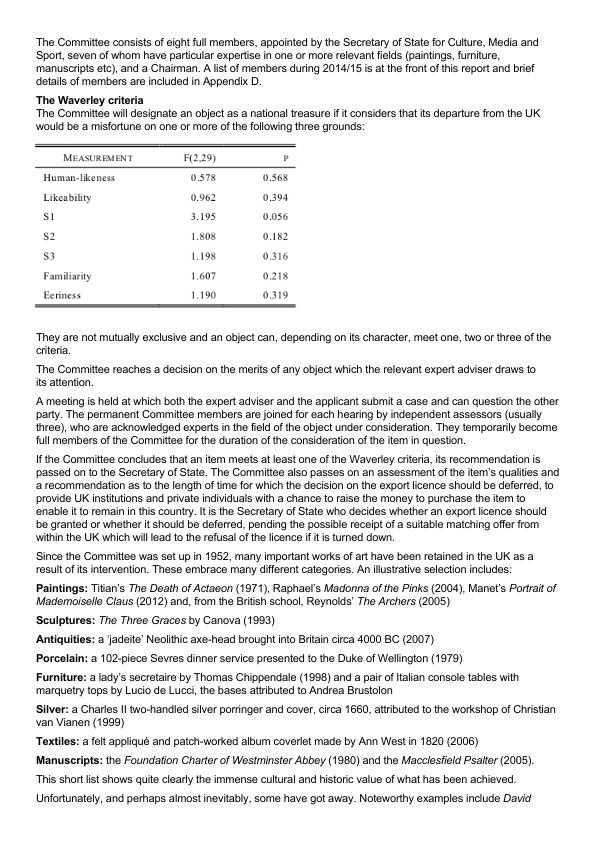 The Committee consists of eight full members, appointed by the Secretary of State for Culture, Media and
Sport, seven of whom have particular expertise in one or more relevant fields (paintings, furniture,
manuscripts etc), and a Chairman. A list of members during 2014/15 is at the front of this report and brief
details of members are included in Appendix D.
The Waverley criteria
The Committee will designate an object as a national treasure if it considers that its departure from the UK
would be a misfortune on one or more of the following three grounds:
MEASUREMENT F(2,29) P
Human-likeness 0.578 0.568
Likeability 0.962 0.394
S1 3.195 0.056
S2 1.808 0.182
S3 1.198 0.316
Familiarity 1.607 0.218
Eeriness 1.190 0.319
They are not mutually exclusive and an object can, depending on its character, meet one, two or three of the
criteria.
The Committee reaches a decision on the merits of any object which the relevant expert adviser draws to
its attention.
A meeting is held at which both the expert adviser and the applicant submit a case and can question the other
party. The permanent Committee members are joined for each hearing by independent assessors (usually
three), who are acknowledged experts in the field of the object under consideration. They temporarily become
full members of the Committee for the duration of the consideration of the item in question.
If the Committee concludes that an item meets at least one of the Waverley criteria, its recommendation is
passed on to the Secretary of State. The Committee also passes on an assessment of the item's qualities and
a recommendation as to the length of time for which the decision on the export licence should be deferred, to
provide UK institutions and private individuals with a chance to raise the money to purchase the item to
enable it to remain in this country. It is the Secretary of State who decides whether an export licence should
be granted or whether it should be deferred, pending the possible receipt of a suitable matching offer from
within the UK which will lead to the refusal of the licence if it is turned down.
Since the Committee was set up in 1952, many important works of art have been retained in the UK as a
result of its intervention. These embrace many different categories. An illustrative selection includes:
Paintings: Titian's The Death of Actaeon (1971), Raphael's Madonna of the Pinks (2004), Manet's Portrait of
Mademoiselle Claus (2012) and, from the British school, Reynolds' The Archers (2005)
Sculptures: The Three Graces by Canova (1993)
Antiquities: a 'jadeite' Neolithic axe-head brought into Britain circa 4000 BC (2007)
Porcelain: a 102-piece Sevres dinner service presented to the Duke of Wellington (1979)
Furniture: a lady's secretaire by Thomas Chippendale (1998) and a pair of Italian console tables with
marquetry tops by Lucio de Lucci, the bases attributed to Andrea Brustolon
Silver: a Charles II two-handled silver porringer and cover, circa 1660, attributed to the workshop of Christian
van Vianen (1999)
Textiles: a felt appliqué and patch-worked album coverlet made by Ann West in 1820 (2006)
Manuscripts: the Foundation Charter of Westminster Abbey (1980) and the Macclesfield Psalter (2005).
This short list shows quite clearly the immense cultural and historic value of what has been achieved.
Unfortunately, and perhaps almost inevitably, some have got away. Noteworthy examples include David